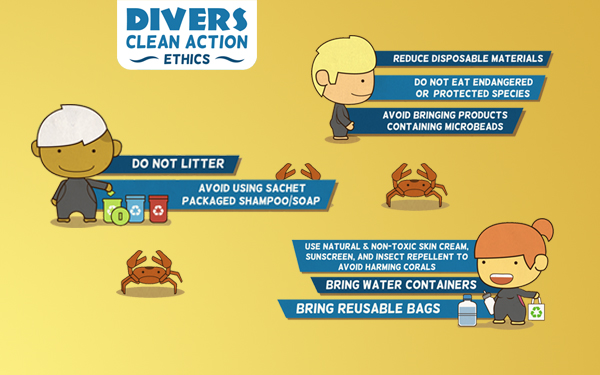 DIVERS
CLEAN ACTION
ETHICS
REDUCE DISPOSABLE MATERIALS
DO NOT EAT ENDANGERED
OR PROTECTED SPECIES
AVOID BRINGING PRODUCTS
CONTAINING MICROBEADS
DO NOT LITTER
AVOID USING SACHET
PACKAGED SHAMPOO/SOAP
USE NATURAL & NON-TOXIC SKIN CREAM,
SUNSCREEN, AND INSECT REPELLENT TO
AVOID HARMING CORALS
BRING WATER CONTAINERS
BRING REUSABLE BAGS